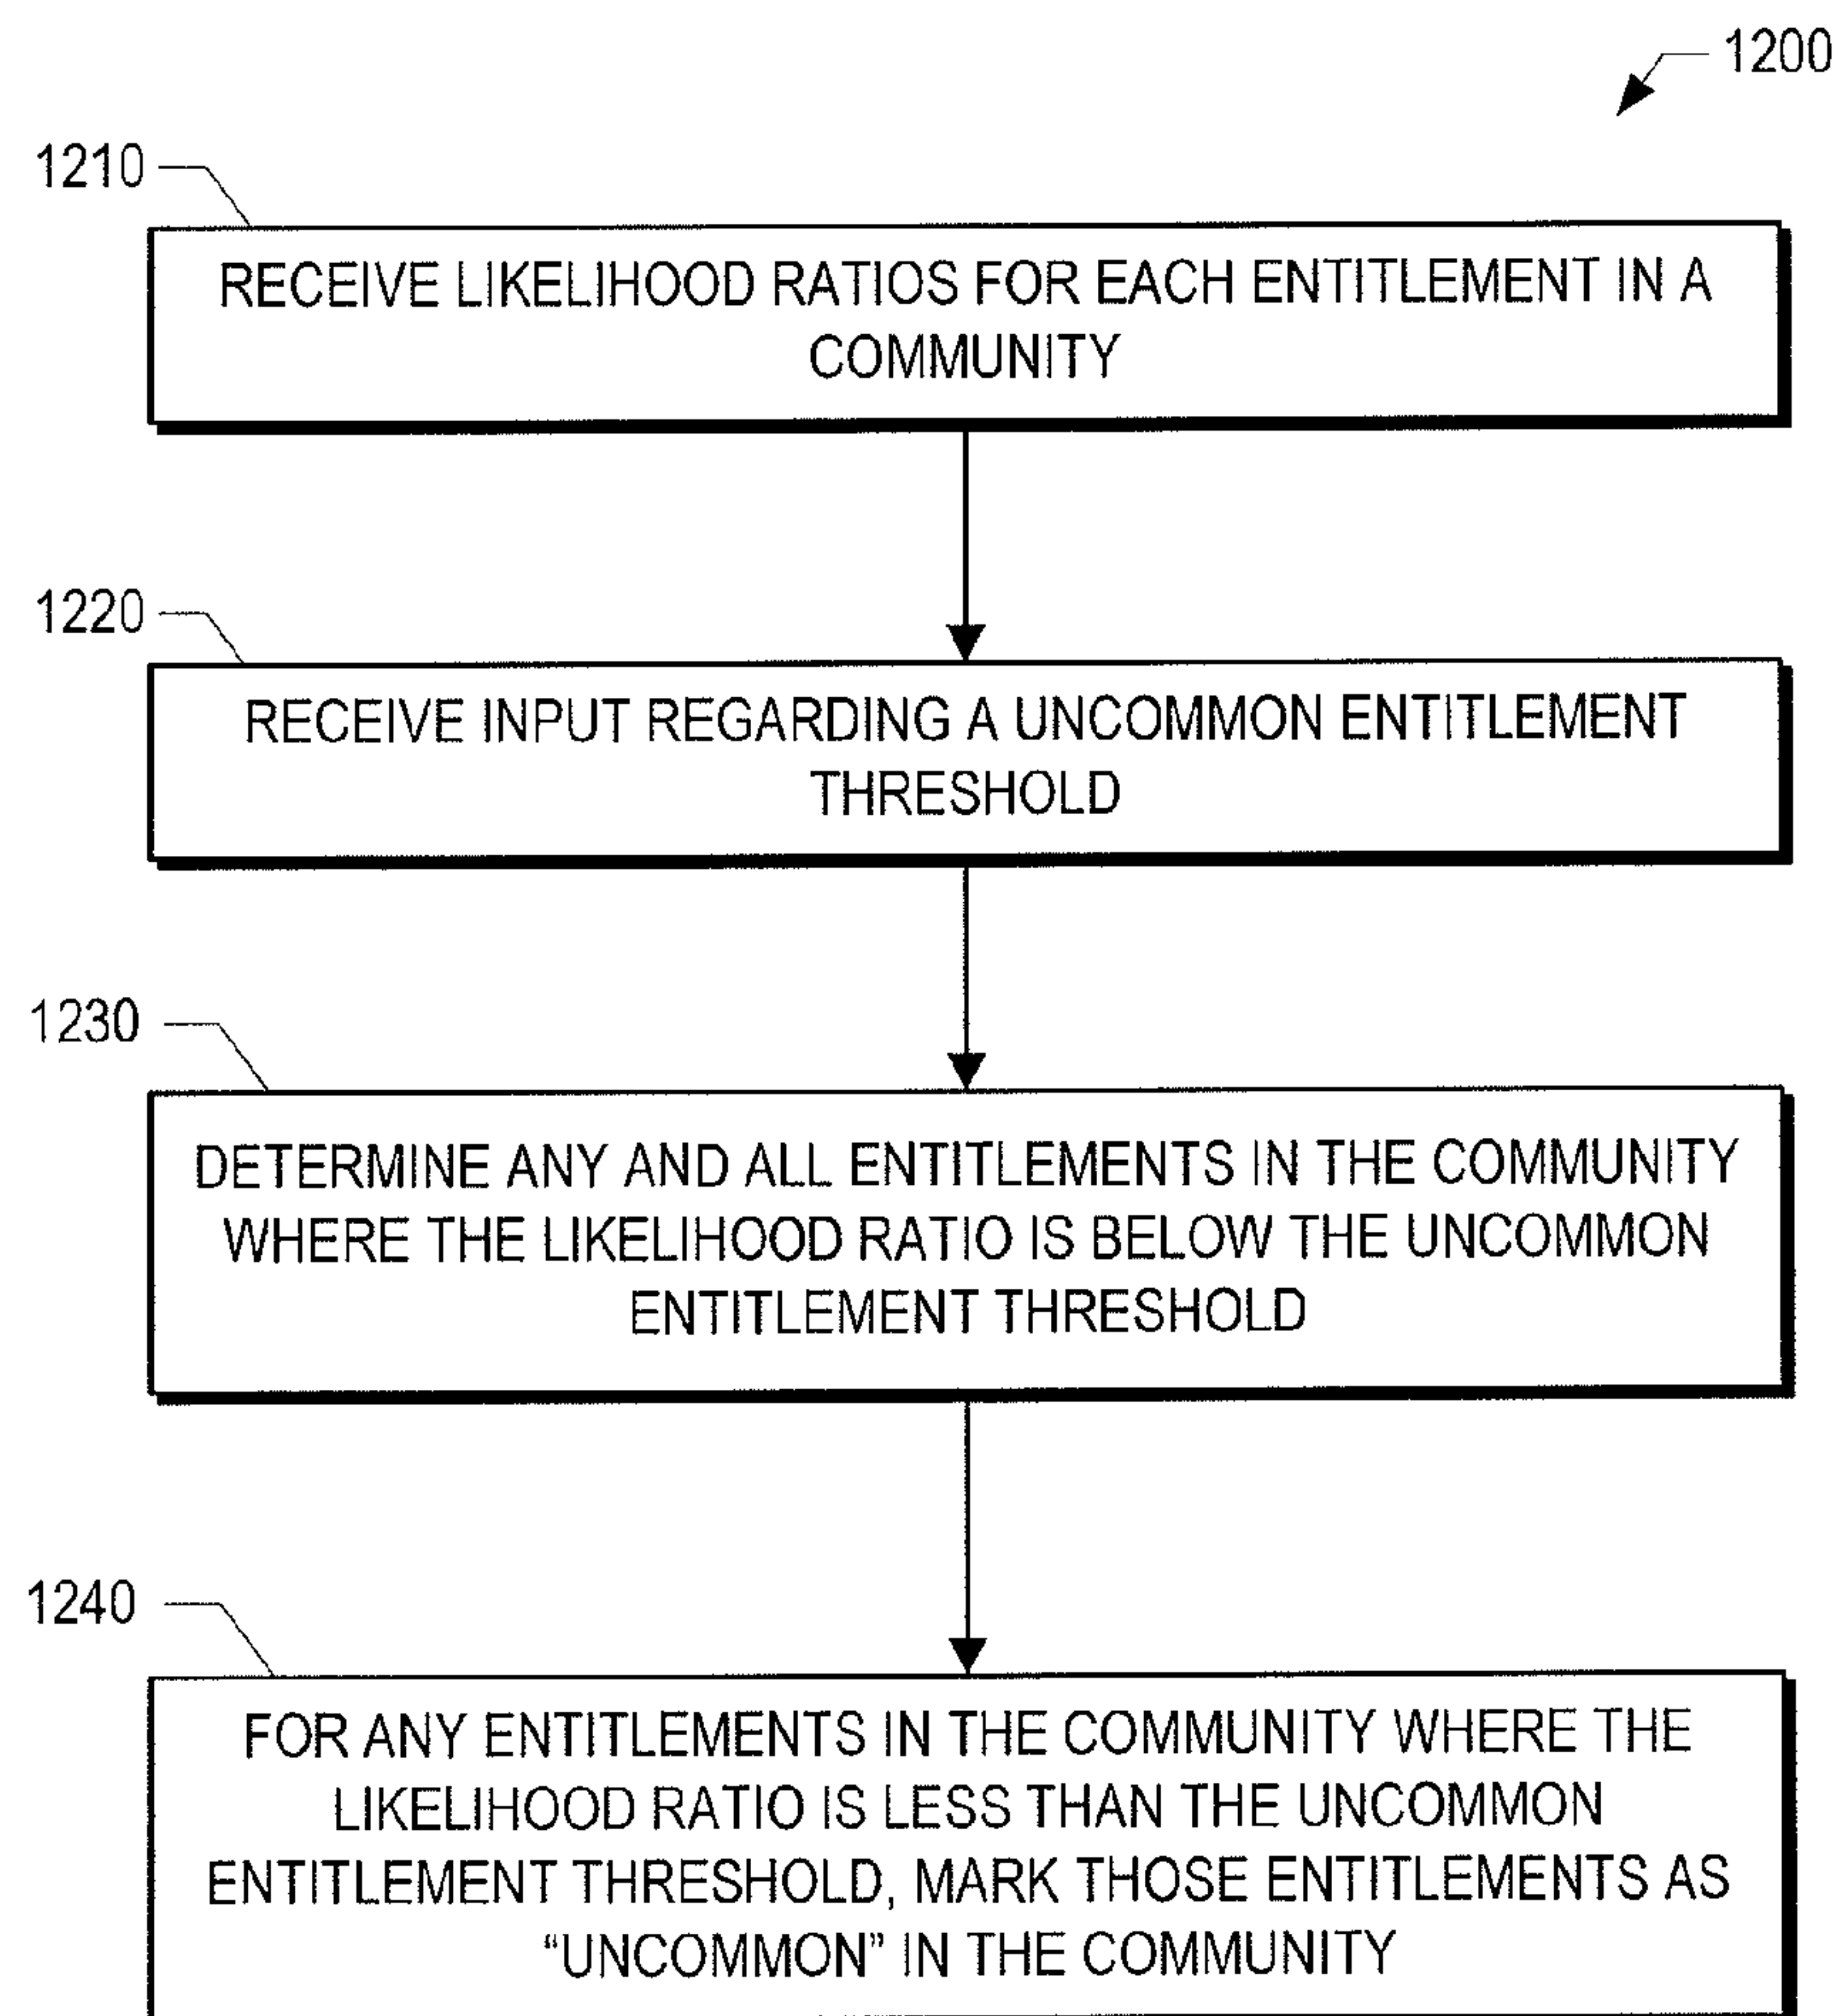 1200
1210
RECEIVE LIKELIHOOD RATIOS FOR EACH ENTITLEMENT IN A
COMMUNITY
1220
RECEIVE INPUT REGARDING A UNCOMMON ENTITLEMENT
THRESHOLD
1230
DETERMINE ANY AND ALL ENTITLEMENTS IN THE COMMUNITY
WHERE THE LIKELIHOOD RATIO IS BELOW THE UNCOMMON
ENTITLEMENT THRESHOLD
1240
FOR ANY ENTITLEMENTS IN THE COMMUNITY WHERE THE
LIKELIHOOD RATIO IS LESS THAN THE UNCOMMON
ENTITLEMENT THRESHOLD, MARK THOSE ENTITLEMENTS AS
“UNCOMMON” IN THE COMMUNITY